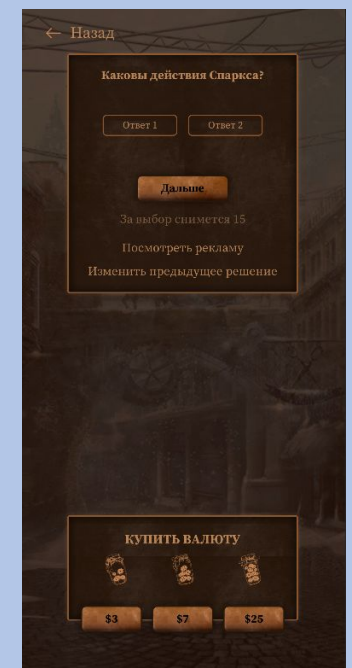 ← Назад
Каковы действия Спаркса?
Ответ 1 Ответ 2
Дальше
За выбор снимется 15
Посмотреть рекламу
Изменить предыдущее решение
КУПИТЬ ВАЛЮТУ
$3 $7 $25